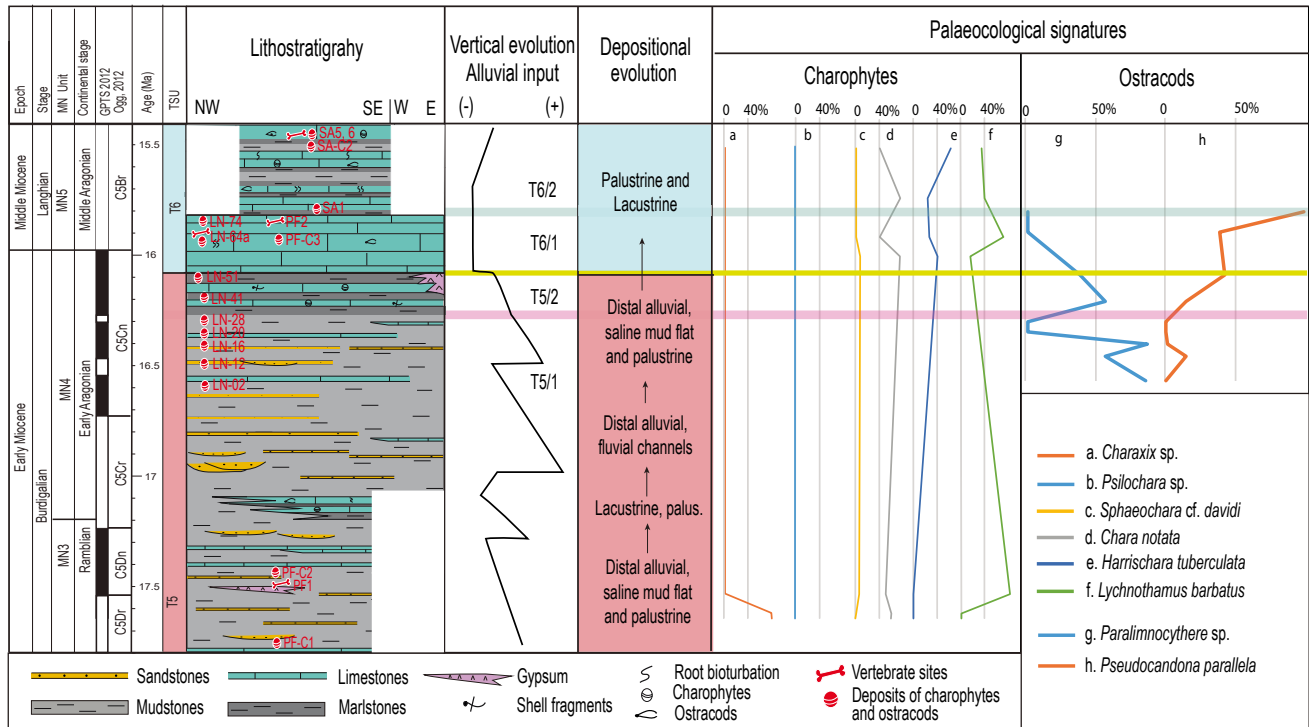 Epoch
Stage
MN Unit
Continental stage
GPTS 2012
Ogg, 2012
Age (Ma)
TSU
Lithostratigrahy
NW
SE
W
E
Vertical evolution
Alluvial input
(-)
(+)
Depositional
evolution
Palaeocological signatures
Charophytes
Ostracods
0 40% 0 40% 0 40% 0 40% 0 40%
a b c d e f
0 50% 0 50%
g h
Middle Miocene
Early Miocene
Langhian
Burdigalian
MN5
MN4
MN3
Middle Aragonian
Early Aragonian
Ramblian
C5Br
C5Cn
C5Cr
C5Dn
C5Dr
15.5
16
16.5
17
17.5
T6
T5
SA5, 6
SA-C2
SA1
LN-74
PF2
LN-64a
PF-C3
LN-51
LN-41
LN-28
LN-16
LN-12
LN-02
PF-C2
PF1
PF-C1
T6/2
T6/1
T5/2
T5/1
Palustrine and
Lacustrine
Distal alluvial,
saline mud flat
and palustrine
Distal alluvial,
fluvial channels
Lacustrine, palus.
Distal alluvial,
saline mud flat
and palustrine
a. Charaxix sp.
b. Psilochara sp.
c. Sphaeochara cf. davidi
d. Chara notata
e. Harrischara tuberculata
f. Lychnothamus barbatus
g. Paralimnocythere sp.
h. Pseudocandona parallela
Sandstones
Mudstones
Limestones
Marlstones
Gypsum
Shell fragments
Root bioturbation
Charophytes
Ostracods
Vertebrate sites
Deposits of charophytes
and ostracods